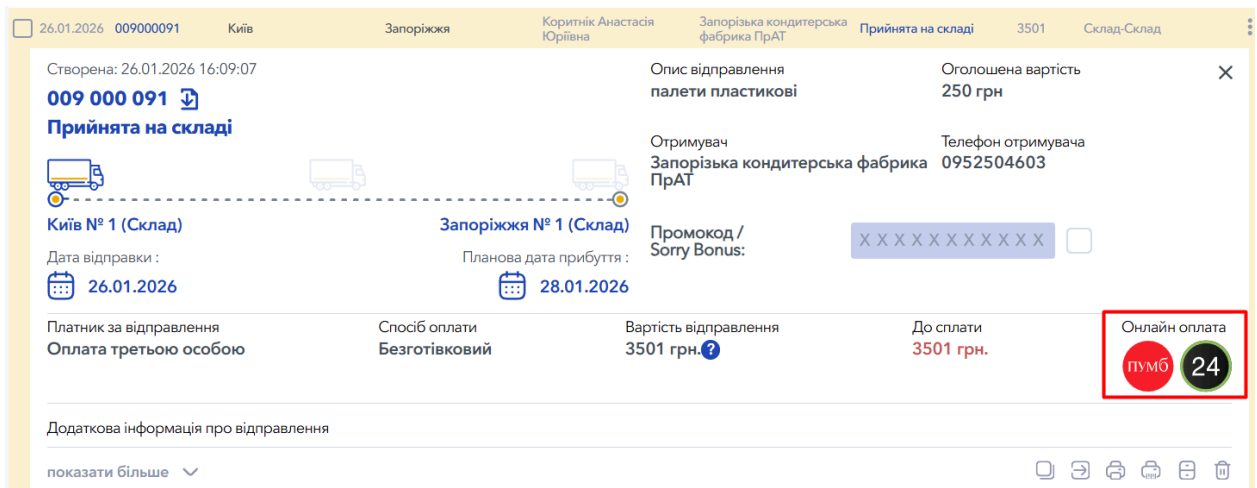 26.01.2026 009000091 Київ Запоріжжя Коритнік Анастасія Юріївна Запорізька кондитерська фабрика ПрАТ Прийнята на складі 3501 Склад-Склад
Створена: 26.01.2026 16:09:07
009 000 091
Прийнята на складі
Київ № 1 (Склад) Запоріжжя № 1 (Склад)
Дата відправки : Планова дата прибуття :
26.01.2026 28.01.2026
Опис відправлення Оголошена вартість
палети пластикові 250 грн
Отримувач Телефон отримувача
Запорізька кондитерська фабрика 0952504603
ПрАТ
Промокод /
Sorry Bonus: X X X X X X X X X X X
Платник за відправлення Спосіб оплати Вартість відправлення До сплати Онлайн оплата
Оплата третьою особою Безготівковий 3501 грн. ? 3501 грн. ПУМБ 24
Додаткова інформація про відправлення
показати більше